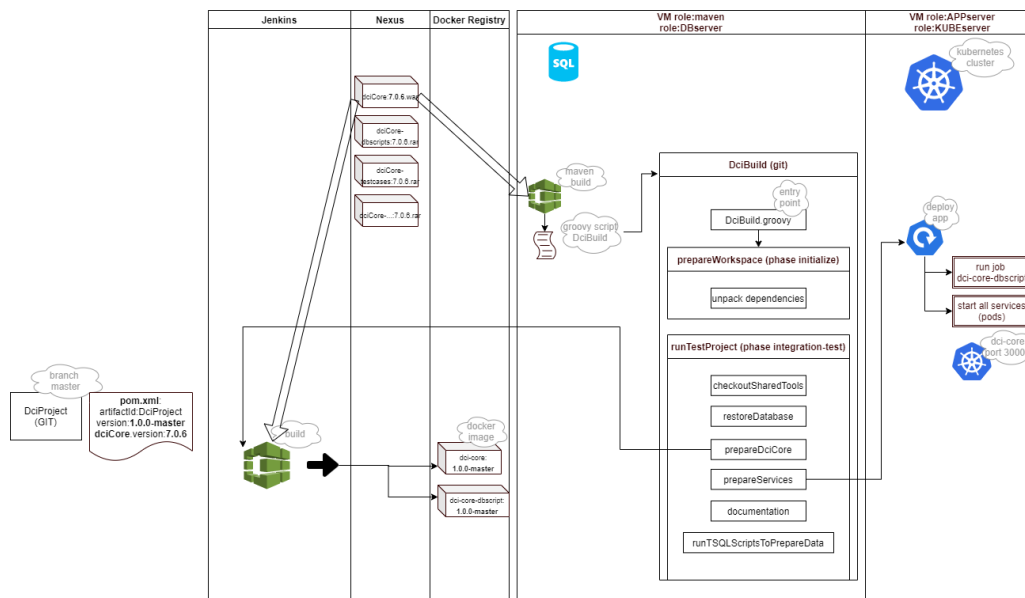 Jenkins
Nexus
Docker Registry
VM role:maven
role:DBserver
VM role:APPserver
role:KUBEserver
SQL
kubernetes
cluster
dciCore:7.0.6.war
dciCore-
dbscripts:7.0.6.rar
dciCore-
testcases:7.0.6.rar
dciCore-...:7.0.6.rar
maven
build
groovy script
DciBuild
DciBuild (git)
entry
point
DciBuild.groovy
prepareWorkspace (phase initialize)
unpack dependencies
runTestProject (phase integration-test)
checkoutSharedTools
restoreDatabase
prepareDciCore
prepareServices
documentation
runTSQLScriptsToPrepareData
deploy
app
run job
dci-core-dbscript
start all services
(pods)
dci-core
port 3000
branch
master
DciProject
(GIT)
pom.xml:
artifactId:DciProject
version:1.0.0-master
dciCore.version:7.0.6
build
docker
image
dci-core:
1.0.0-master
dci-core-dbscript:
1.0.0-master